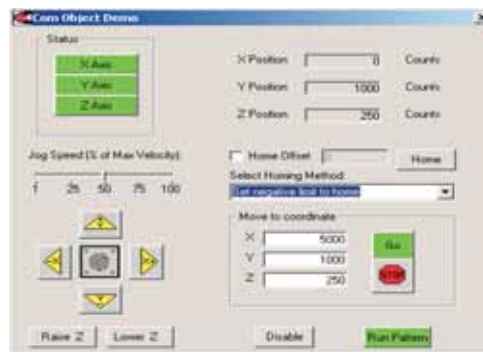 Com Object Demo
Status
X Axis
Y Axis
Z Axis
X Position 0 Counts
Y Position 1000 Counts
Z Position 250 Counts
Jog Speed (% of Max Velocity)
1 25 50 75 100
Home Offset
Home
Select Homing Method
Set negative limit to home
Move to coordinate
X 5000
Y 1000
Z 250
Go
STOP
Raise Z
Lower Z
Disable
Run Pattern